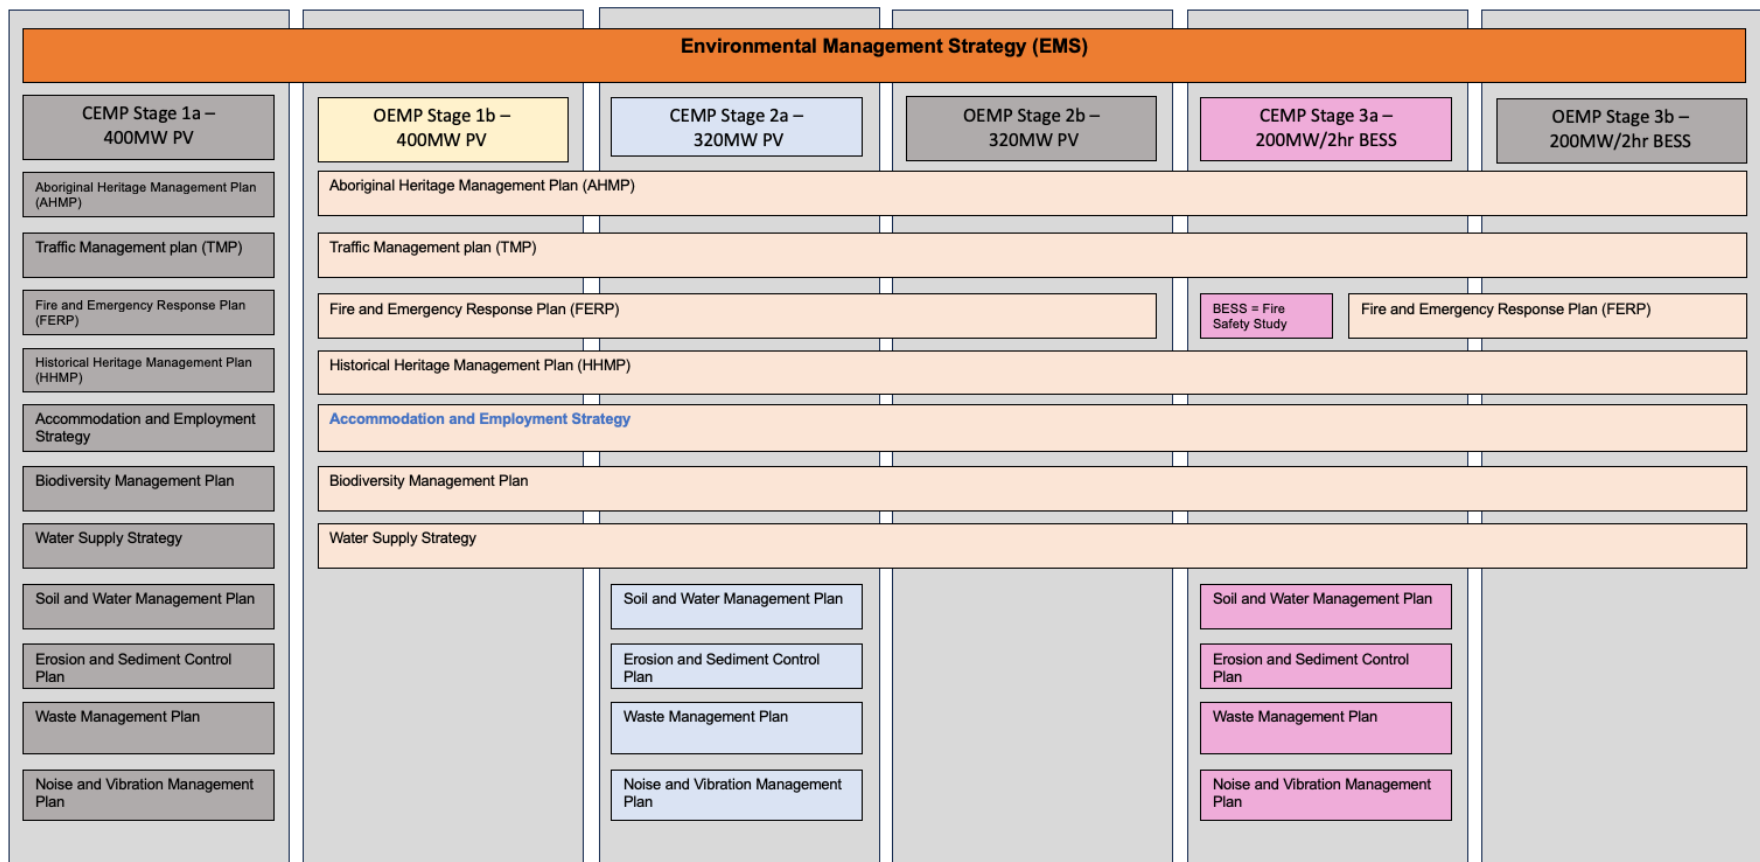 Environmental Management Strategy (EMS)
CEMP Stage 1a –
400MW PV
OEMP Stage 1b –
400MW PV
CEMP Stage 2a –
320MW PV
OEMP Stage 2b –
320MW PV
CEMP Stage 3a –
200MW/2hr BESS
OEMP Stage 3b –
200MW/2hr BESS
Aboriginal Heritage Management Plan
(AHMP)
Aboriginal Heritage Management Plan (AHMP)
Traffic Management plan (TMP)
Traffic Management plan (TMP)
Fire and Emergency Response Plan
(FERP)
Fire and Emergency Response Plan (FERP)
BESS = Fire
Safety Study
Fire and Emergency Response Plan (FERP)
Historical Heritage Management Plan
(HHMP)
Historical Heritage Management Plan (HHMP)
Accommodation and Employment
Strategy
Accommodation and Employment Strategy
Biodiversity Management Plan
Biodiversity Management Plan
Water Supply Strategy
Water Supply Strategy
Soil and Water Management Plan
Soil and Water Management Plan
Soil and Water Management Plan
Erosion and Sediment Control
Plan
Erosion and Sediment Control
Plan
Erosion and Sediment Control
Plan
Waste Management Plan
Waste Management Plan
Waste Management Plan
Noise and Vibration Management
Plan
Noise and Vibration Management
Plan
Noise and Vibration Management
Plan